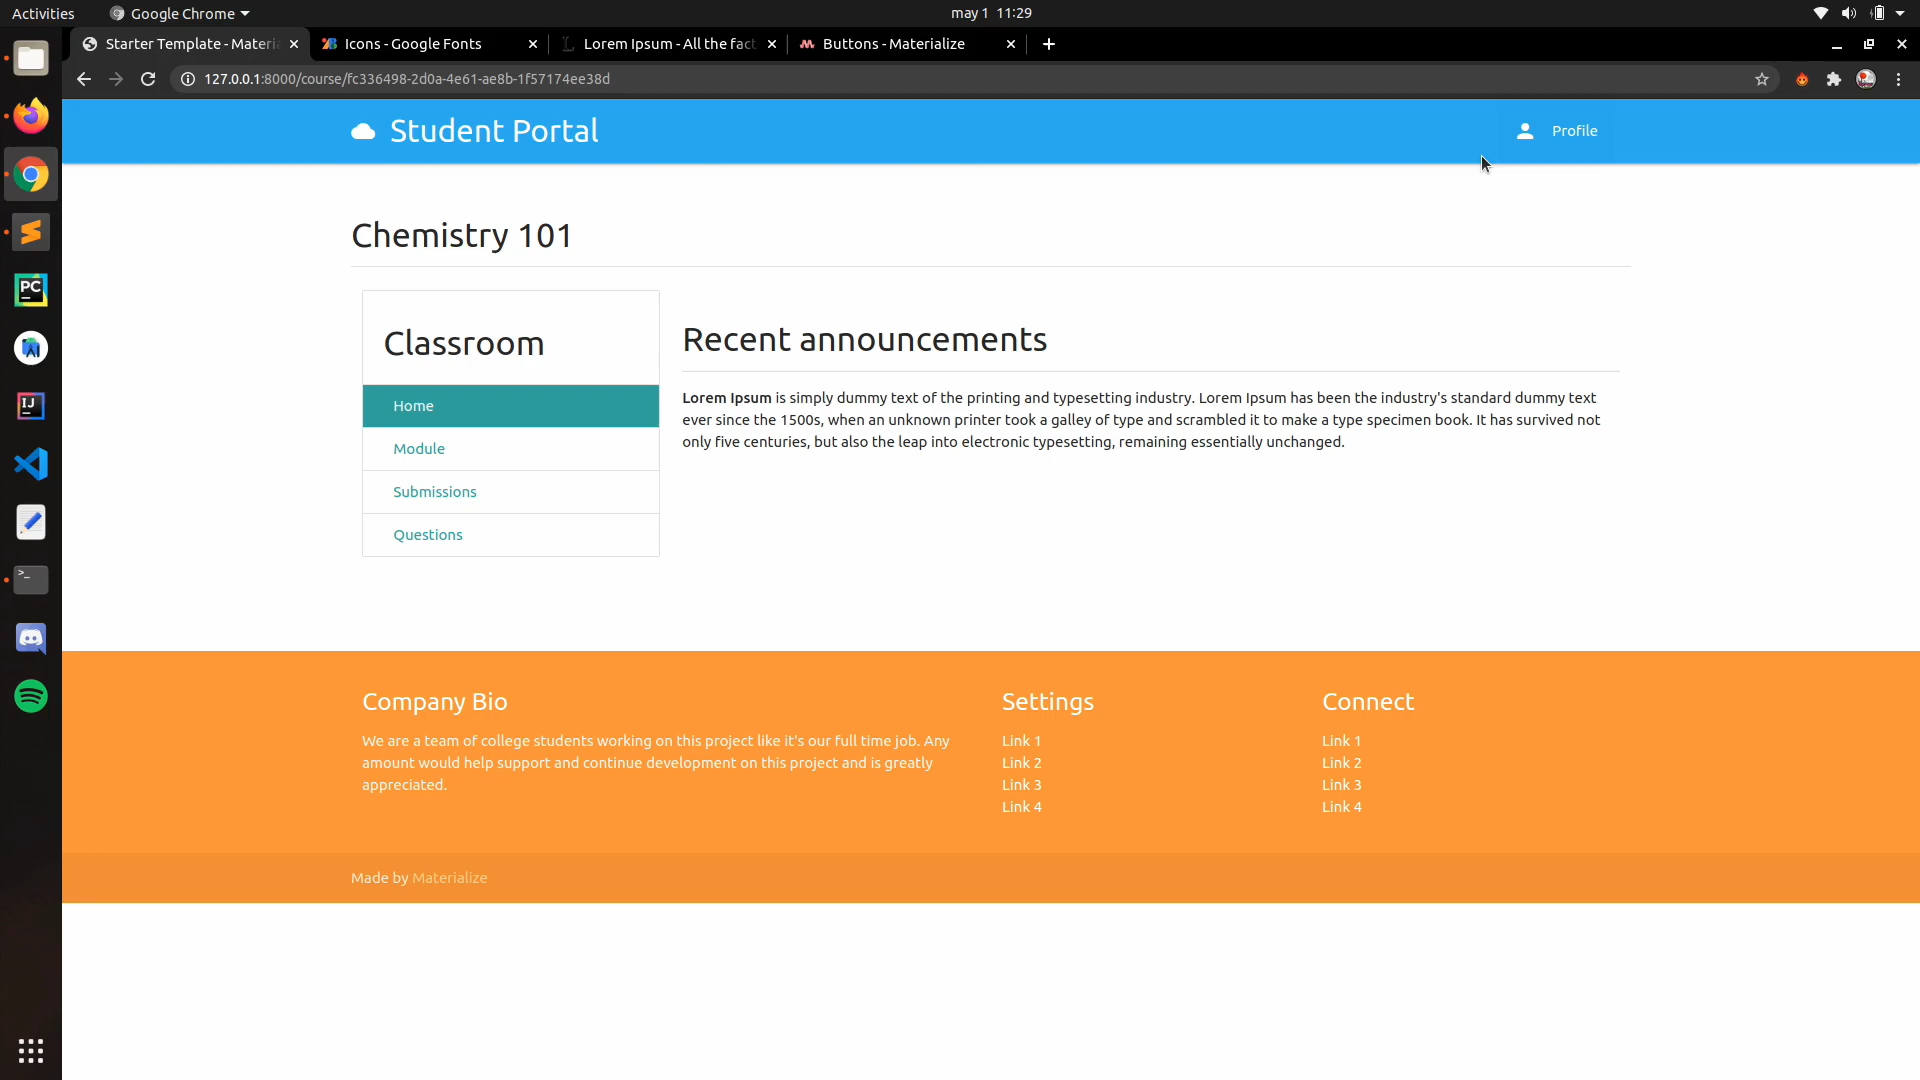 Activities
Google Chrome
may 1 11:29
Starter Template - Materia
Icons - Google Fonts
Lorem Ipsum - All the fact
Buttons - Materialize
127.0.0.1:8000/course/fc336498-2d0a-4e61-ae8b-1f57174ee38d
Student Portal
Profile
Chemistry 101
Classroom
Home
Module
Submissions
Questions
Recent announcements
Lorem Ipsum is simply dummy text of the printing and typesetting industry. Lorem Ipsum has been the industry's standard dummy text
ever since the 1500s, when an unknown printer took a galley of type and scrambled it to make a type specimen book. It has survived not
only five centuries, but also the leap into electronic typesetting, remaining essentially unchanged.
Company Bio
We are a team of college students working on this project like it's our full time job. Any
amount would help support and continue development on this project and is greatly
appreciated.
Settings
Link 1
Link 2
Link 3
Link 4
Connect
Link 1
Link 2
Link 3
Link 4
Made by Materialize